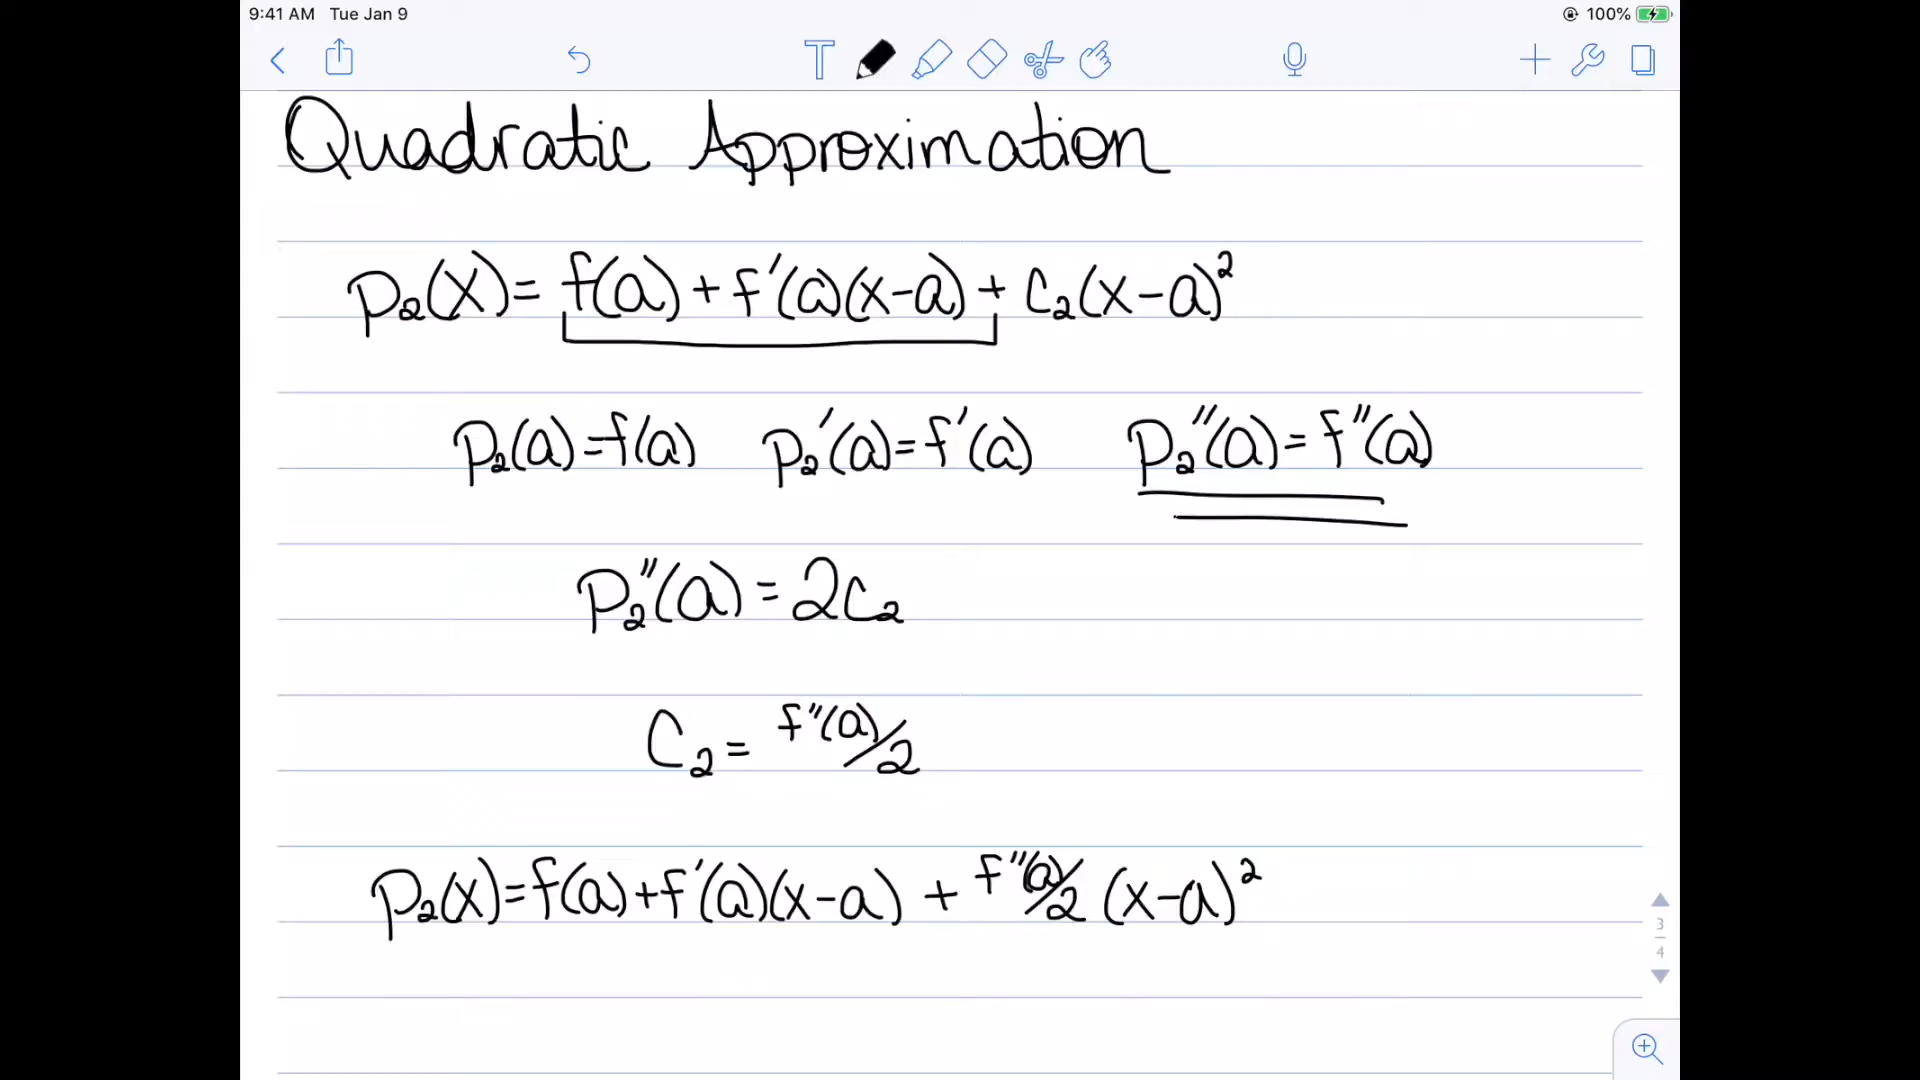 9:41 AM Tue Jan 9 100%
T
Quadratic Approximation
p₂(x)= f(a)+f'(a)(x-a)+ c₂(x-a)²
p₂(a)=f(a) p₂'(a)=f'(a) p₂''(a)=f''(a)
p₂''(a)=2c₂
c₂= f''(a)/2
p₂(x)=f(a)+f'(a)(x-a) + f''(a)/2 (x-a)²
3
4